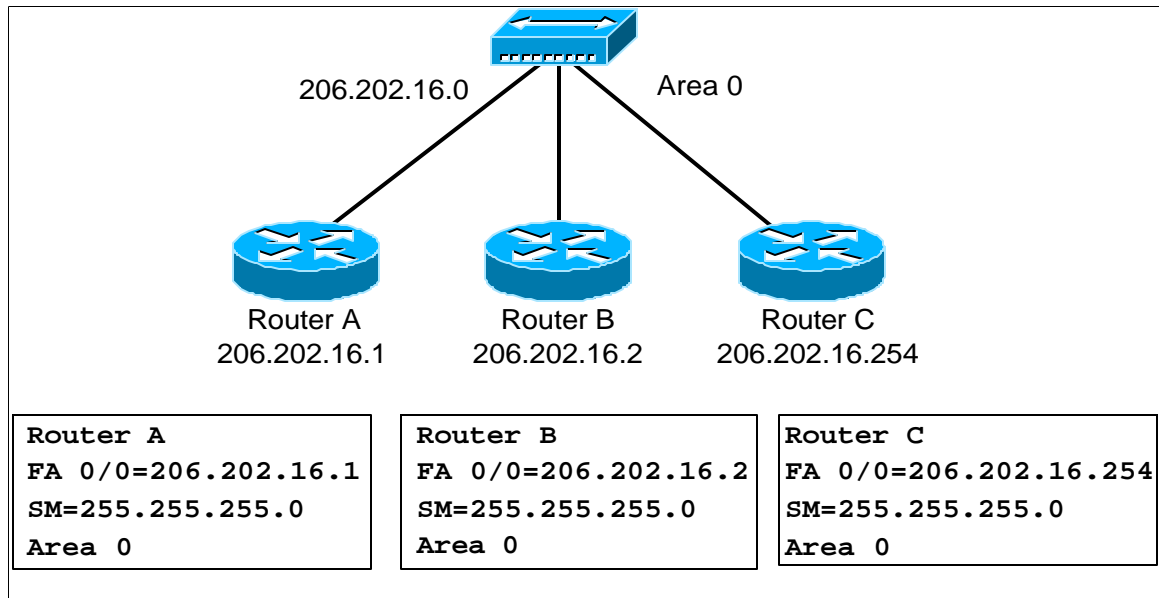 206.202.16.0
Area 0
Router A
206.202.16.1
Router B
206.202.16.2
Router C
206.202.16.254
Router A
FA 0/0=206.202.16.1
SM=255.255.255.0
Area 0
Router B
FA 0/0=206.202.16.2
SM=255.255.255.0
Area 0
Router C
FA 0/0=206.202.16.254
SM=255.255.255.0
Area 0